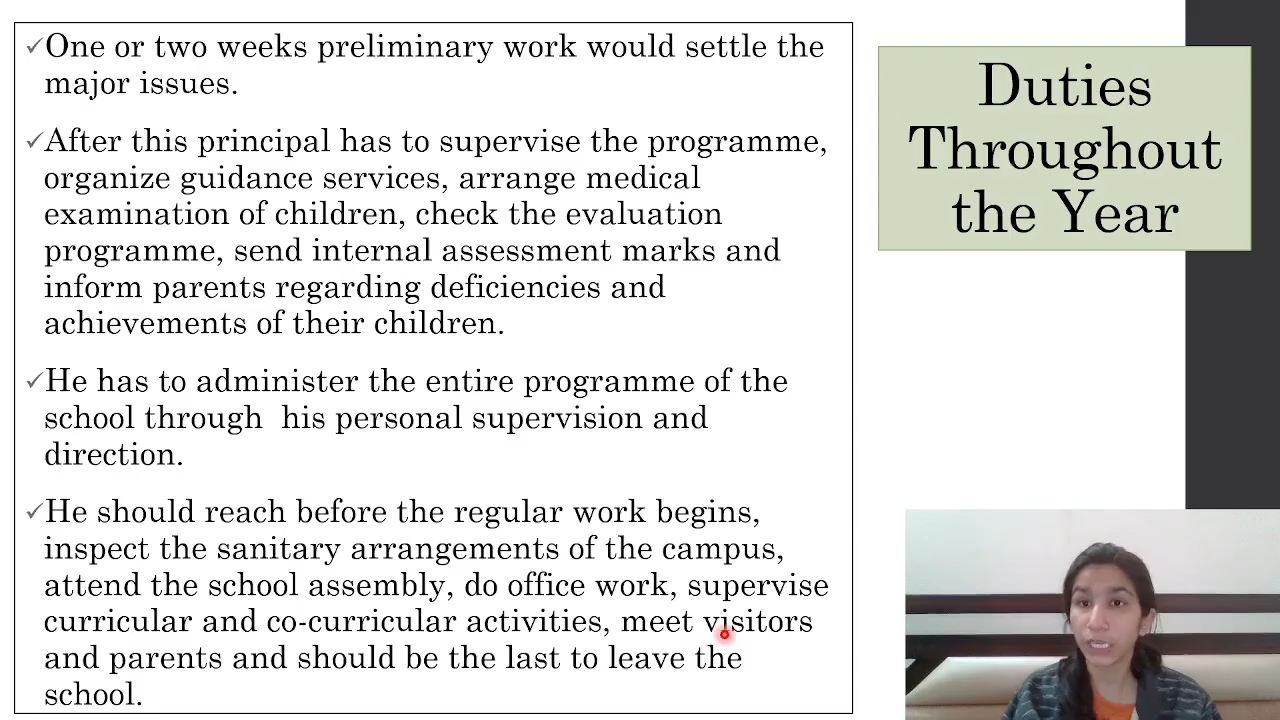 One or two weeks preliminary work would settle the
major issues.
After this principal has to supervise the programme,
organize guidance services, arrange medical
examination of children, check the evaluation
programme, send internal assessment marks and
inform parents regarding deficiencies and
achievements of their children.
He has to administer the entire programme of the
school through his personal supervision and
direction.
He should reach before the regular work begins,
inspect the sanitary arrangements of the campus,
attend the school assembly, do office work, supervise
curricular and co-curricular activities, meet visitors
and parents and should be the last to leave the
school.
Duties
Throughout
the Year